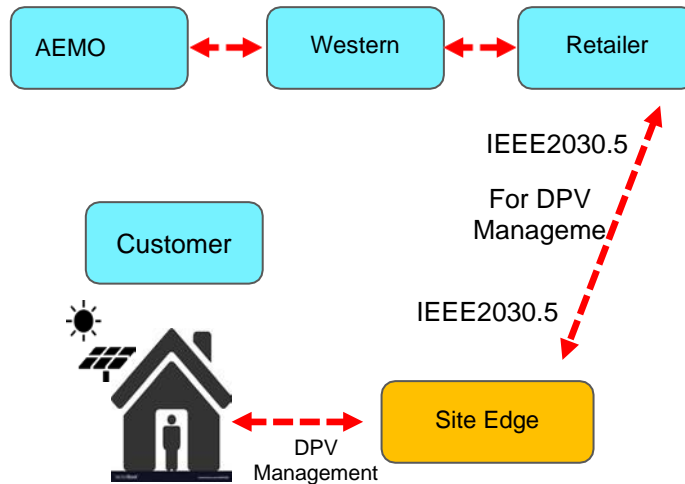 AEMO
Western
Retailer
IEEE2030.5
For DPV
Manageme
Customer
IEEE2030.5
Site Edge
DPV
Management